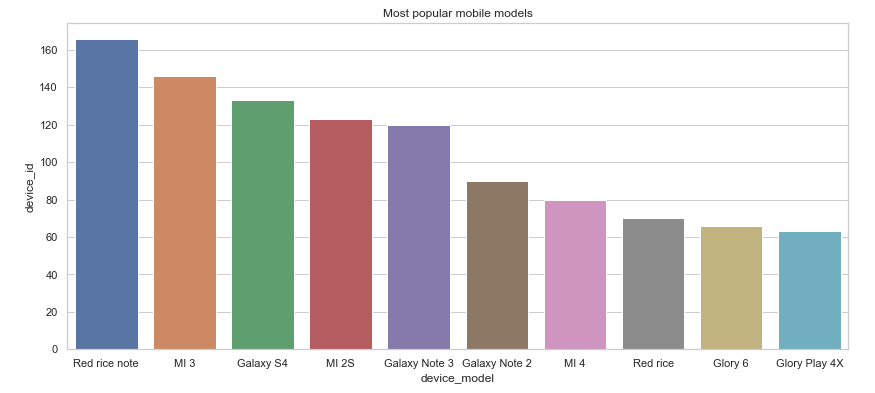 Most popular mobile models
device_id
160
140
120
100
80
60
40
20
0
Red rice note MI 3 Galaxy S4 MI 2S Galaxy Note 3 Galaxy Note 2 MI 4 Red rice Glory 6 Glory Play 4X
device_model